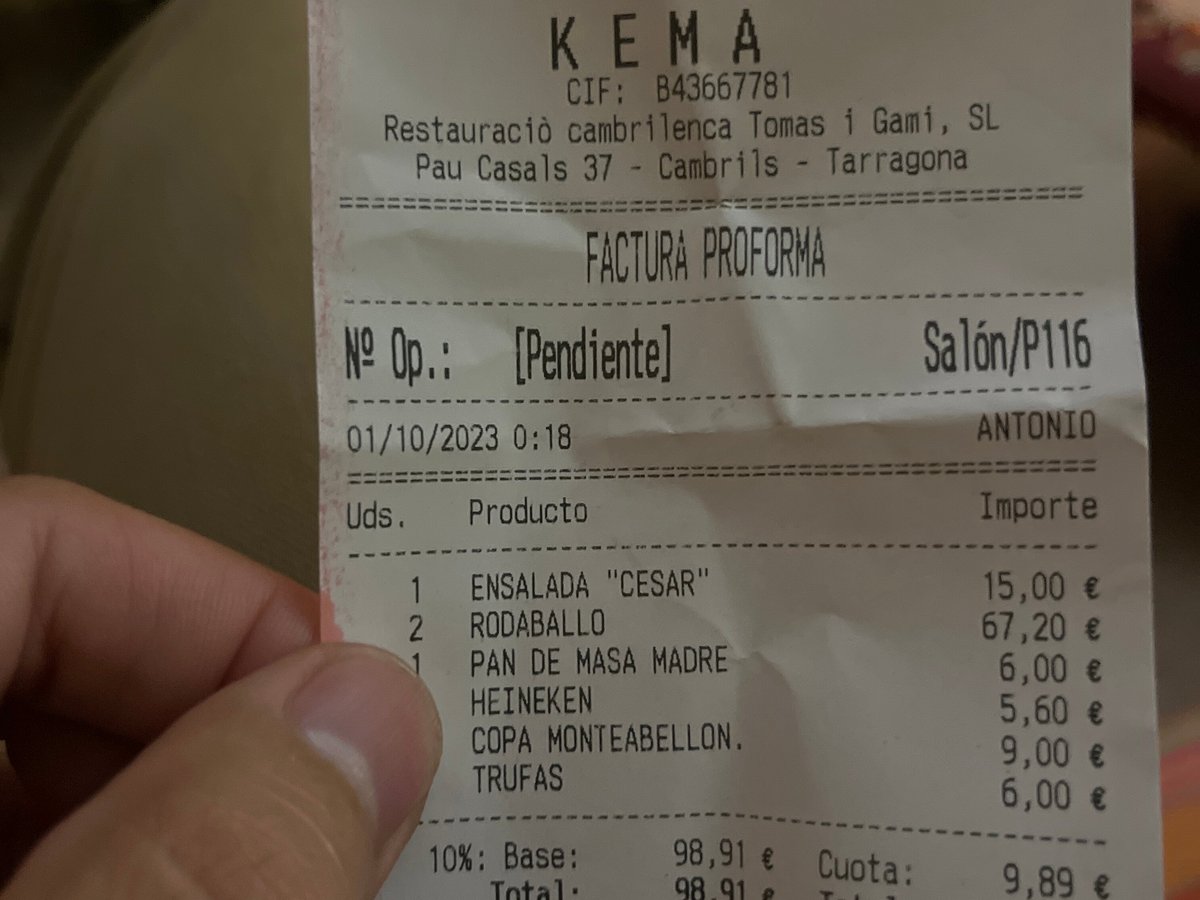 K E M A
CIF: B43667781
Restauraciò cambrilenca Tomas i Gami, SL
Pau Casals 37 - Cambrils - Tarragona
FACTURA PROFORMA
Nº Op.: [Pendiente] Salón/P116
01/10/2023 0:18 ANTONIO
Uds. Producto Importe
1 ENSALADA "CESAR" 15,00 €
2 RODABALLO 67,20 €
1 PAN DE MASA MADRE 6,00 €
HEINEKEN 5,60 €
COPA MONTEABELLON. 9,00 €
TRUFAS 6,00 €
10%: Base: 98,91 € Cuota: 9,89 €
Total: 98,91 €